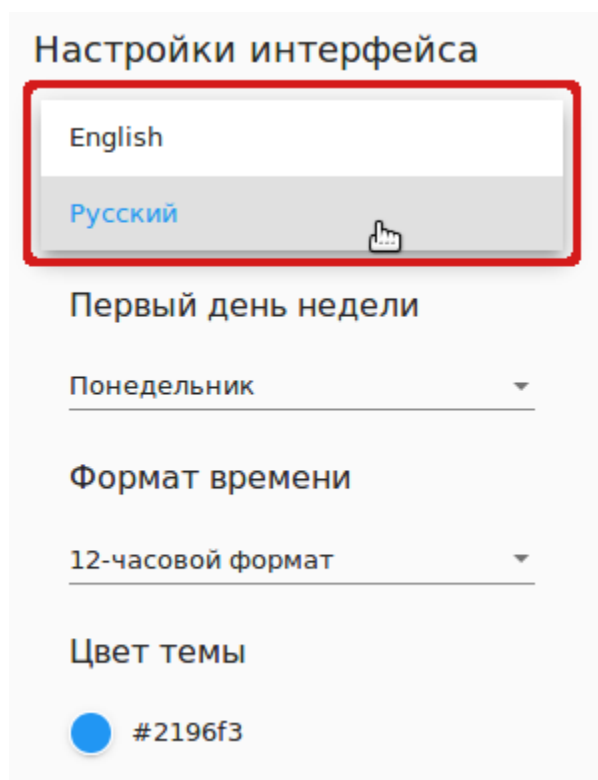 Настройки интерфейса
English
Русский
Первый день недели
Понедельник
Формат времени
12-часовой формат
Цвет темы
#2196f3